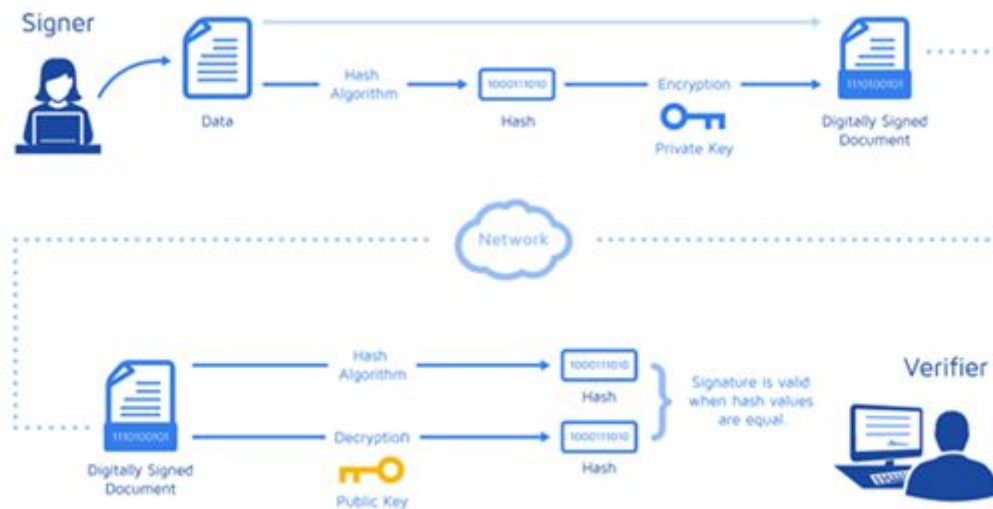 Signer
Data
Hash
Algorithm
1000111010
Hash
Encryption
Private Key
1110100101
Digitally Signed
Document
Network
1110100101
Digitally Signed
Document
Hash
Algorithm
1000111010
Hash
Decryption
Public Key
1000111010
Hash
Signature is valid
when hash values
are equal.
Verifier